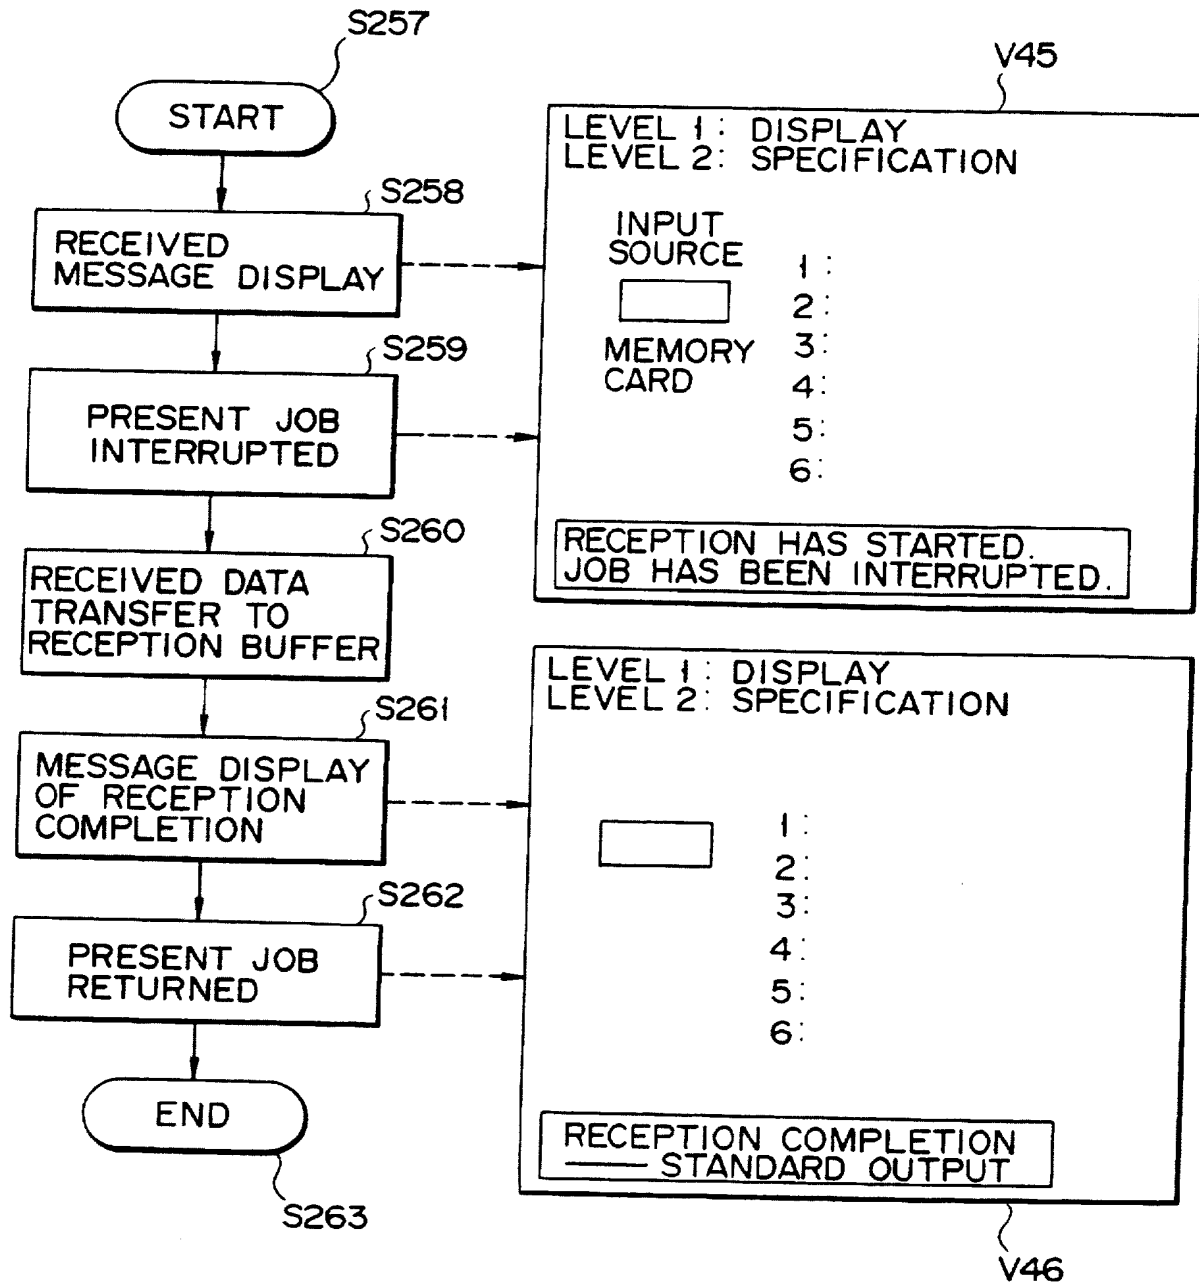 S257
START
S258
RECEIVED
MESSAGE DISPLAY
S259
PRESENT JOB
INTERRUPTED
S260
RECEIVED DATA
TRANSFER TO
RECEPTION BUFFER
S261
MESSAGE DISPLAY
OF RECEPTION
COMPLETION
S262
PRESENT JOB
RETURNED
END
S263
V45
LEVEL 1: DISPLAY
LEVEL 2: SPECIFICATION
INPUT
SOURCE
MEMORY
CARD
1:
2:
3:
4:
5:
6:
RECEPTION HAS STARTED.
JOB HAS BEEN INTERRUPTED.
LEVEL 1: DISPLAY
LEVEL 2: SPECIFICATION
1:
2:
3:
4:
5:
6:
RECEPTION COMPLETION
—— STANDARD OUTPUT
V46